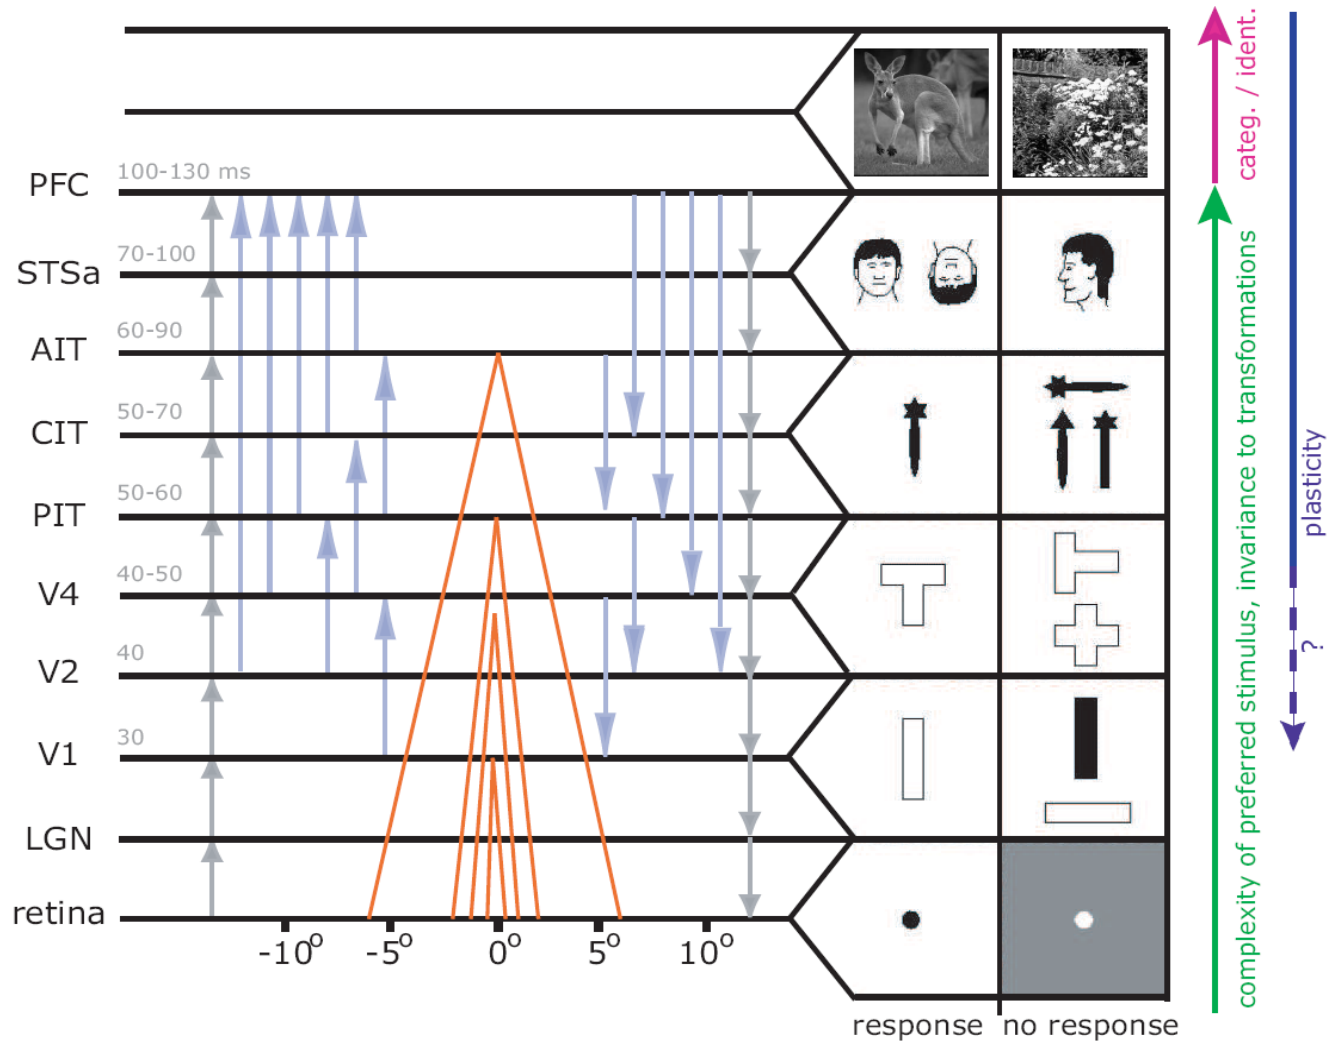 PFC 100-130 ms
STSa 70-100
AIT 60-90
CIT 50-70
PIT 50-60
V4 40-50
V2 40
V1 30
LGN
retina
-10° -5° 0° 5° 10°
response no response
categ. / ident.
complexity of preferred stimulus, invariance to transformations
plasticity
?